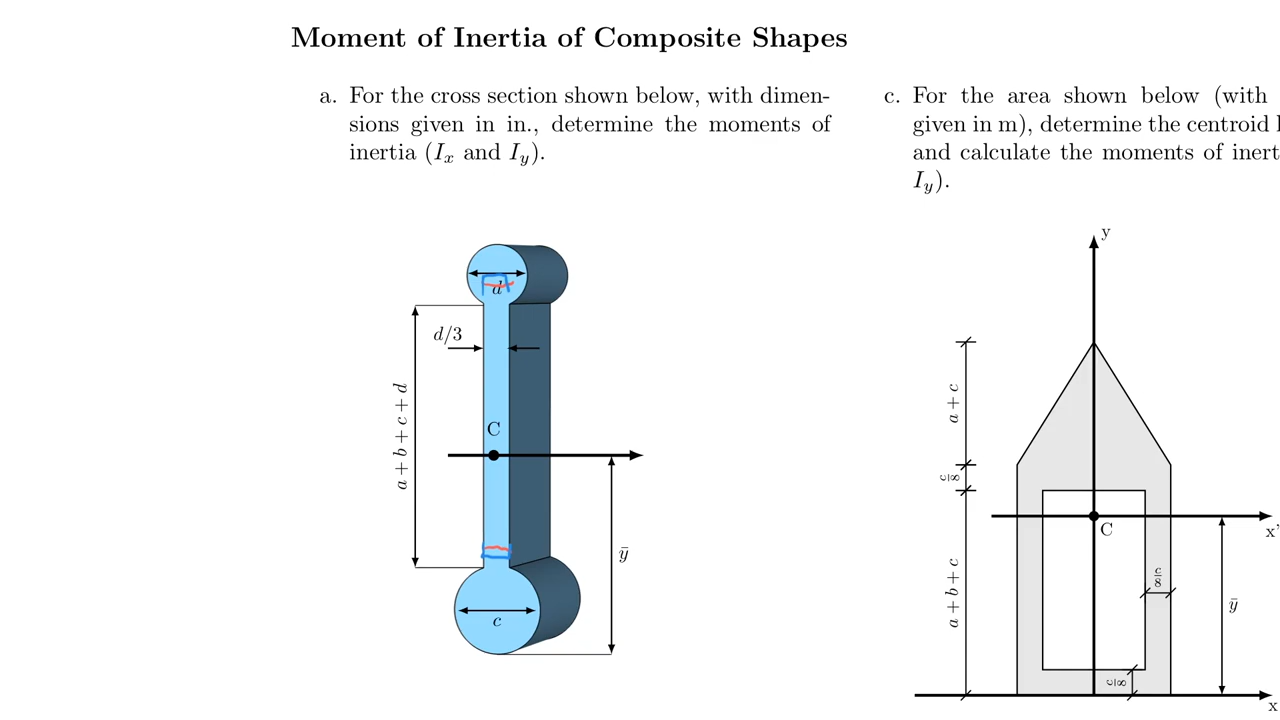 Moment of Inertia of Composite Shapes
a. For the cross section shown below, with dimen-
sions given in in., determine the moments of
inertia (Iₓ and I_y).
d
d/3
a + b + c + d
C
ȳ
c
c. For the area shown below (with
given in m), determine the centroid
and calculate the moments of inert
I_y).
y
a + c
c/8
a + b + c
C
x'
c/8
ȳ
c/8
x